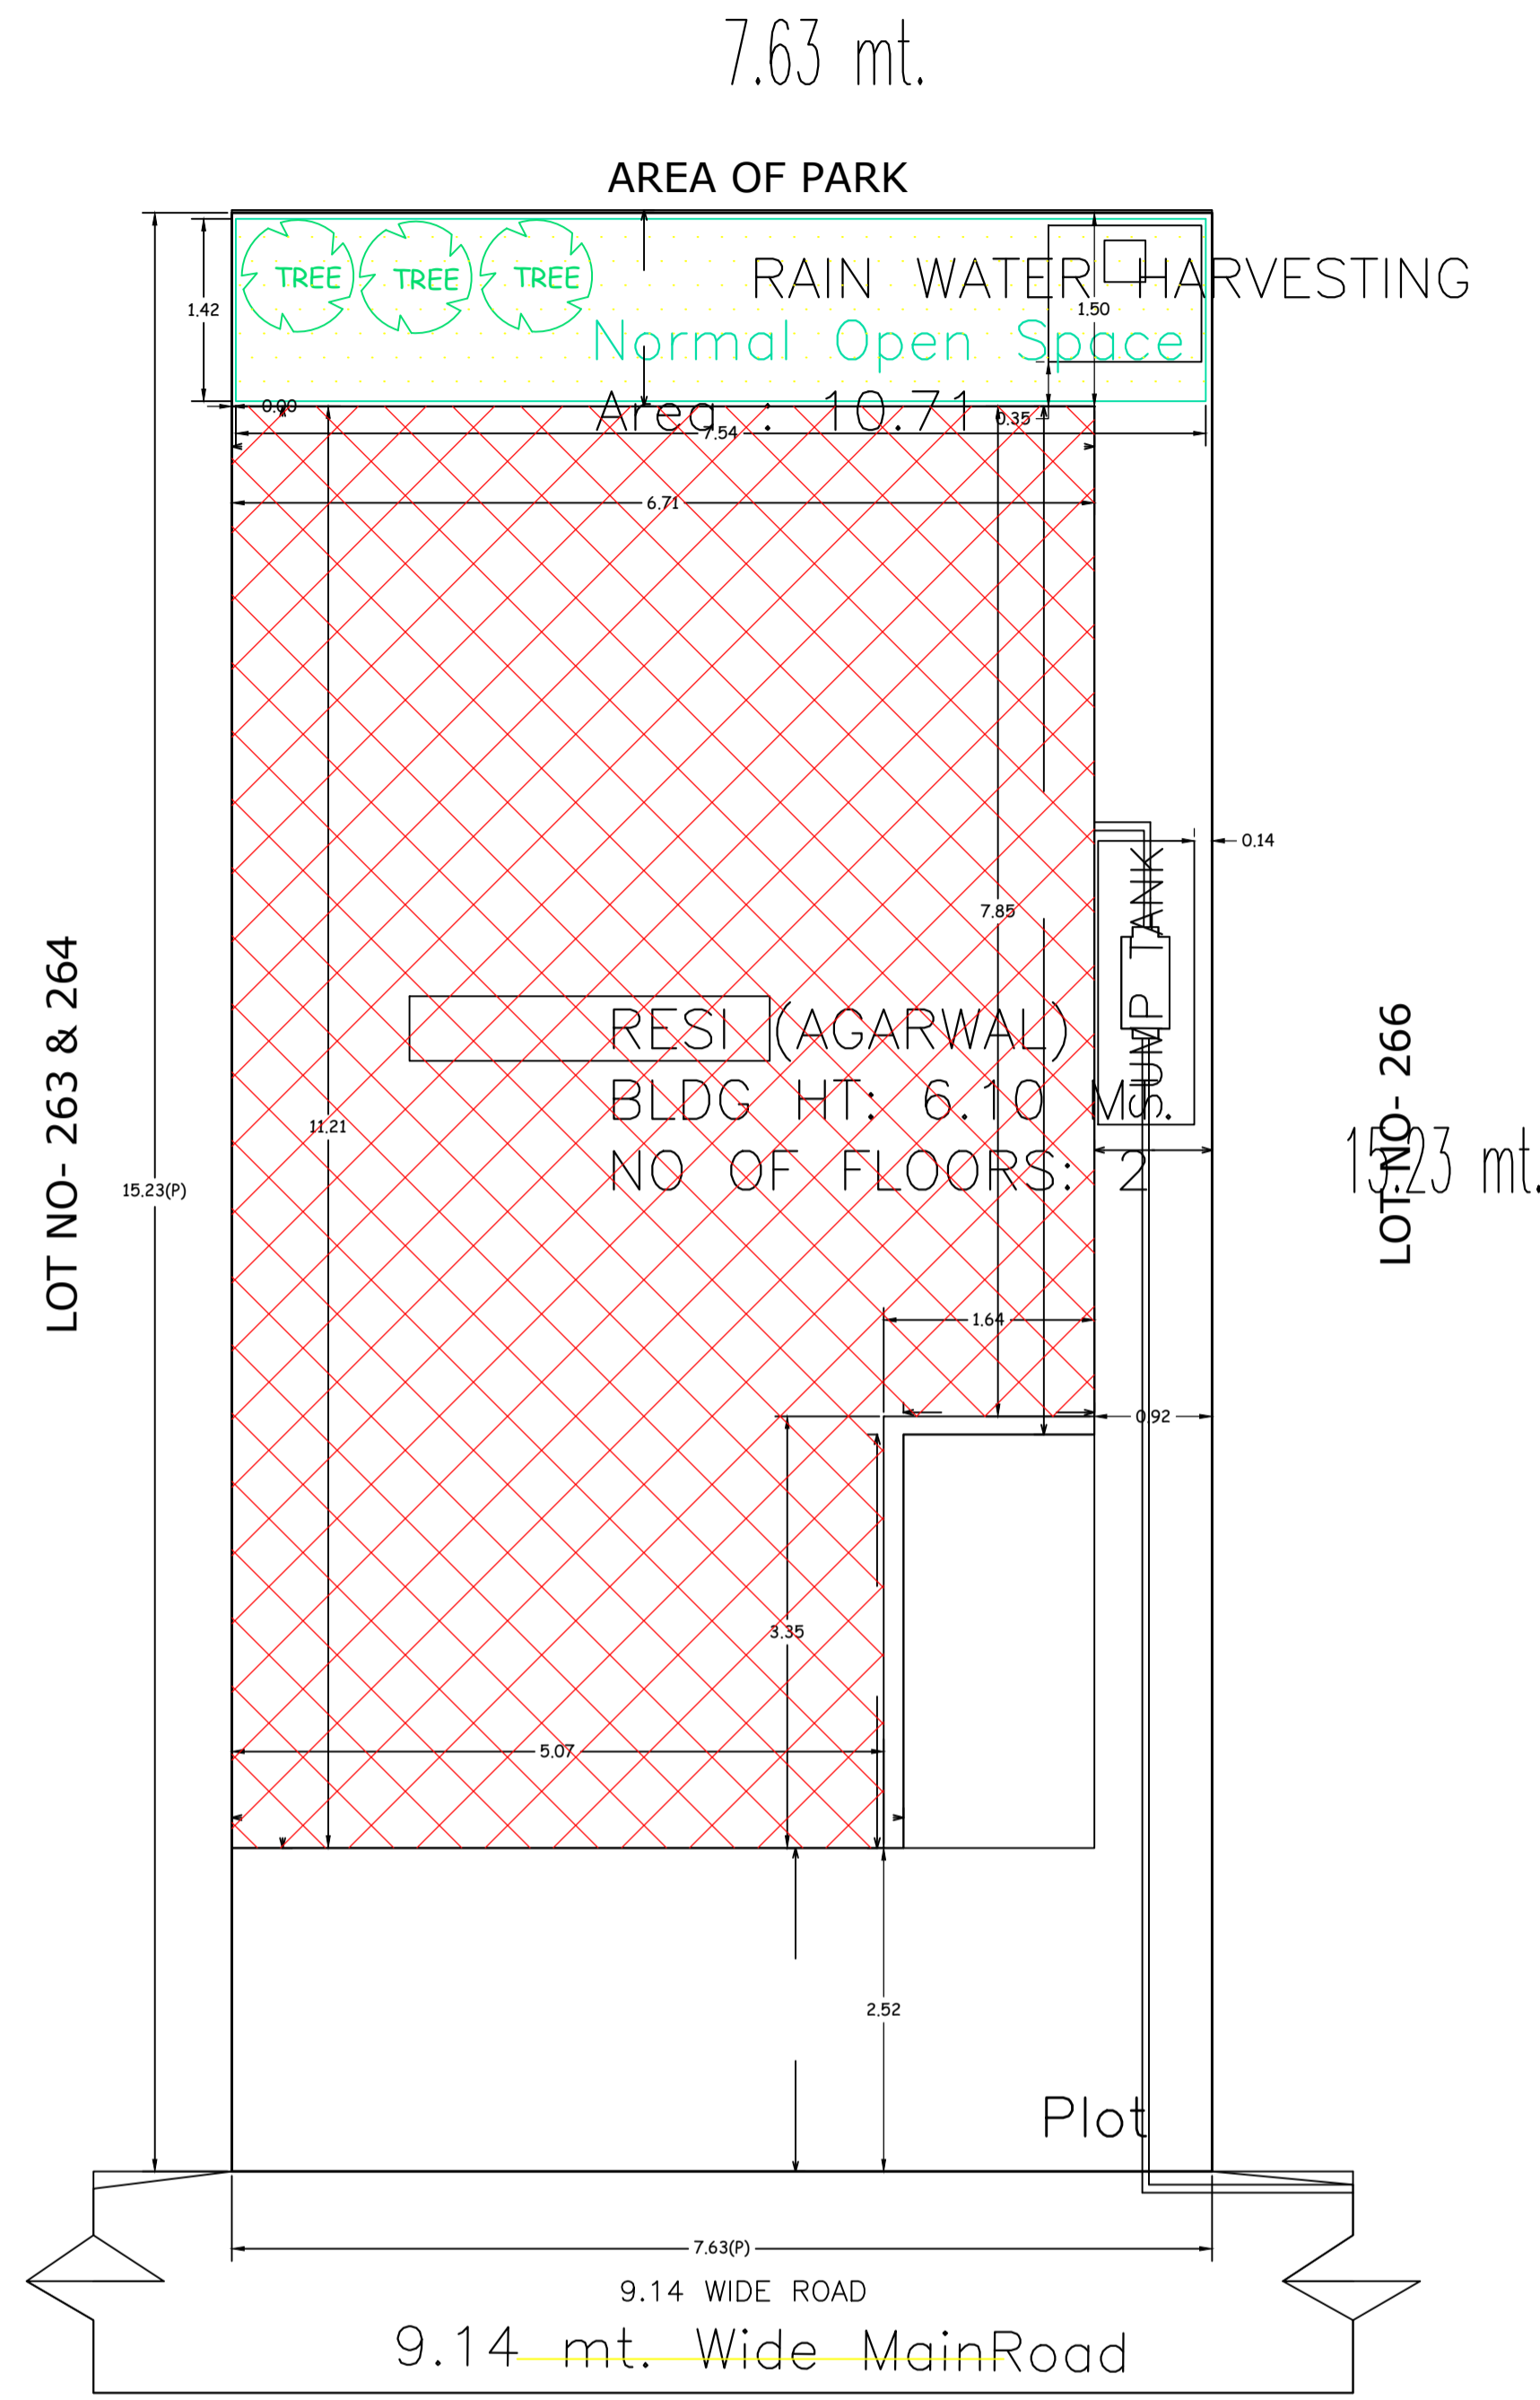 7.63 mt.
AREA OF PARK
TREE
TREE
TREE
RAIN WATER HARVESTING
1.42
1.50
Normal Open Space
0.00
Area : 10.71
0.35
7.54
6.71
0.14
7.85
SUMP TANK
LOT NO- 263 & 264
RESI (AGARWAL)
BLDG HT: 6.10 M.
NO OF FLOORS: 2
11.21
15.23(P)
15.23 mt.
LOT NO- 266
1.64
0.92
3.35
5.07
2.52
Plot
7.63(P)
9.14 WIDE ROAD
9.14 mt. Wide MainRoad